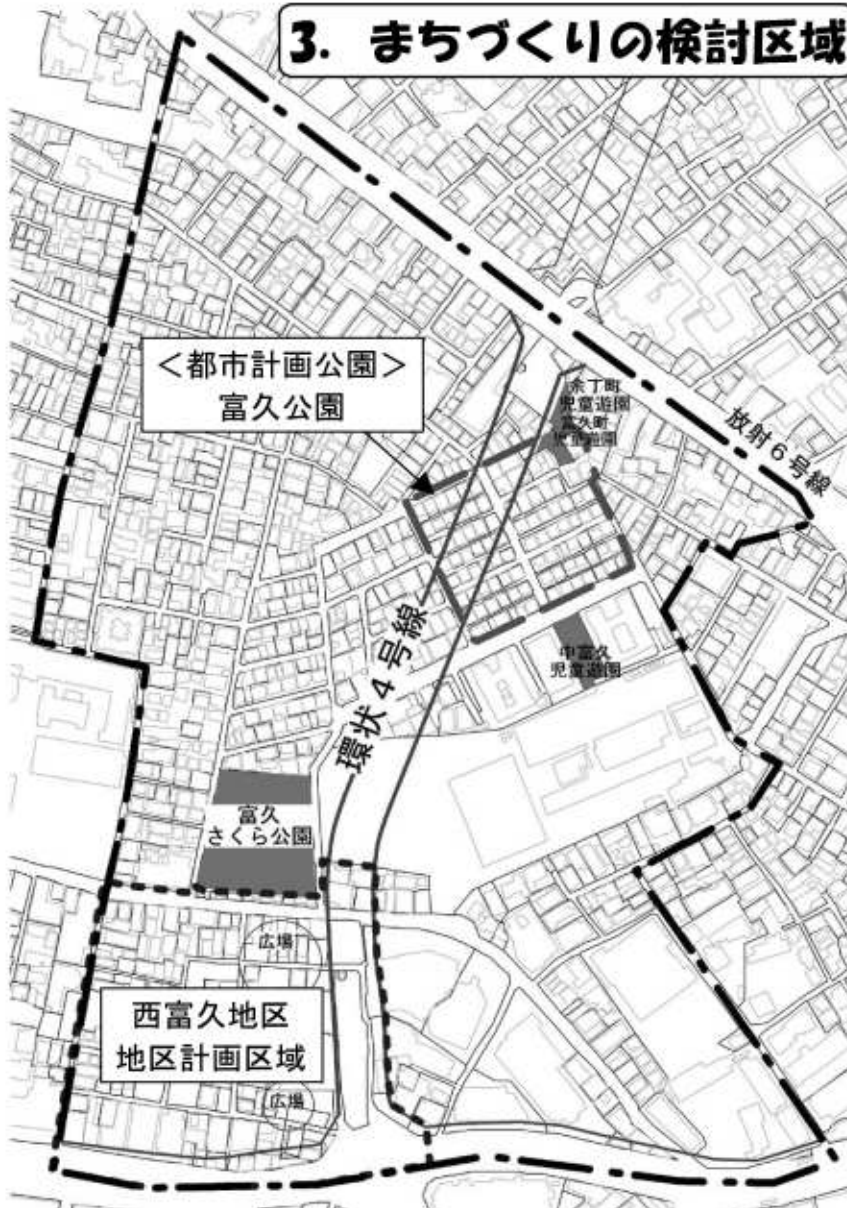 3. まちづくりの検討区域
<都市計画公園>
富久公園
余丁町
児童遊園
富久町
児童遊園
放射6号線
環状4号線
中富久
児童遊園
富久
さくら公園
広場
西富久地区
地区計画区域
広場